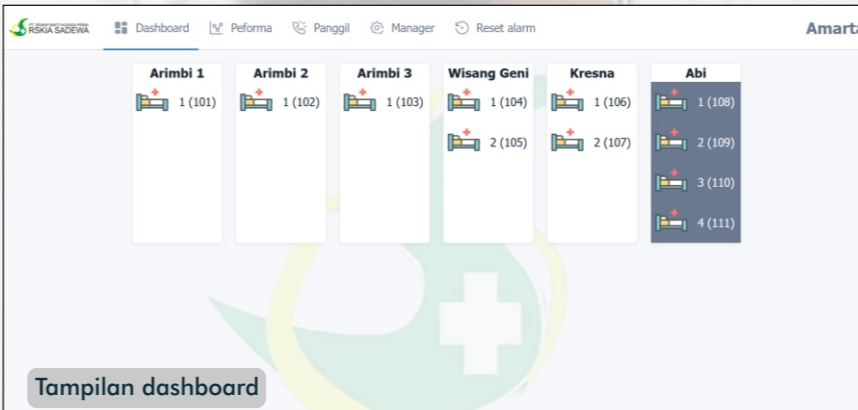 RSKIA SADEWA
Dashboard Peforma Panggil Manager Reset alarm Amarta
Arimbi 1 Arimbi 2 Arimbi 3 Wisang Geni Kresna Abi
1 (101) 1 (102) 1 (103) 1 (104) 1 (106) 1 (108)
2 (105) 2 (107) 2 (109)
3 (110)
4 (111)
Tampilan dashboard